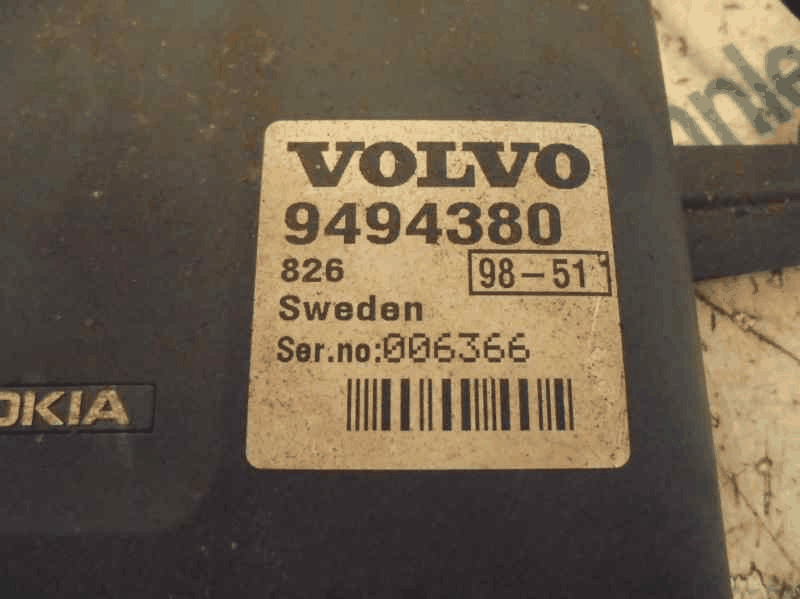 VOLVO
9494380
826 98-51
Sweden
Ser.no:006366
OKIA